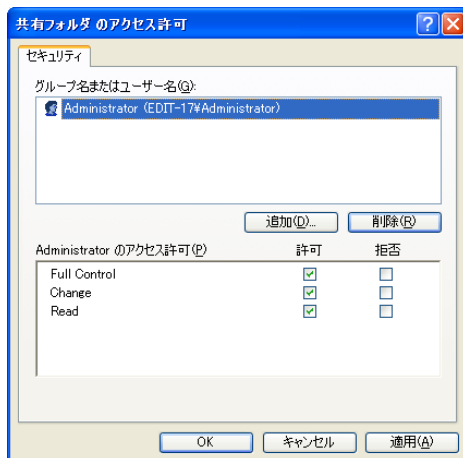 共有フォルダ のアクセス許可
セキュリティ
グループ名またはユーザー名(G):
Administrator (EDIT-17¥Administrator)
追加(D)... 削除(R)
Administrator のアクセス許可(P) 許可 拒否
Full Control
Change
Read
OK キャンセル 適用(A)